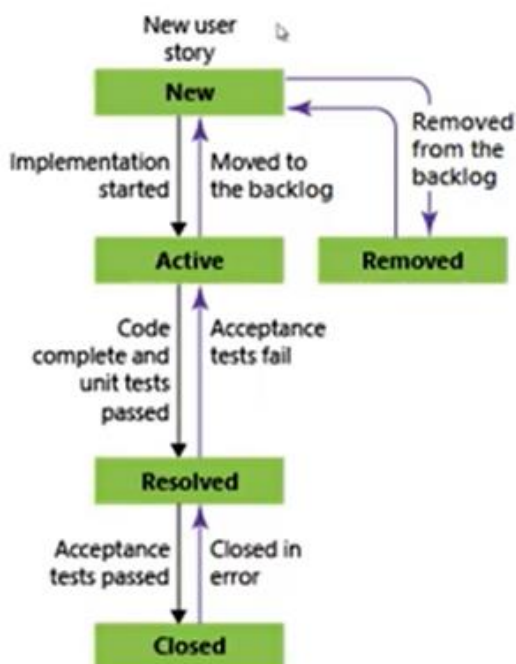 New user
story
New
Removed
from the
backlog
Implementation
started
Moved to
the backlog
Active
Removed
Code
complete and
unit tests
passed
Acceptance
tests fail
Resolved
Acceptance
tests passed
Closed in
error
Closed